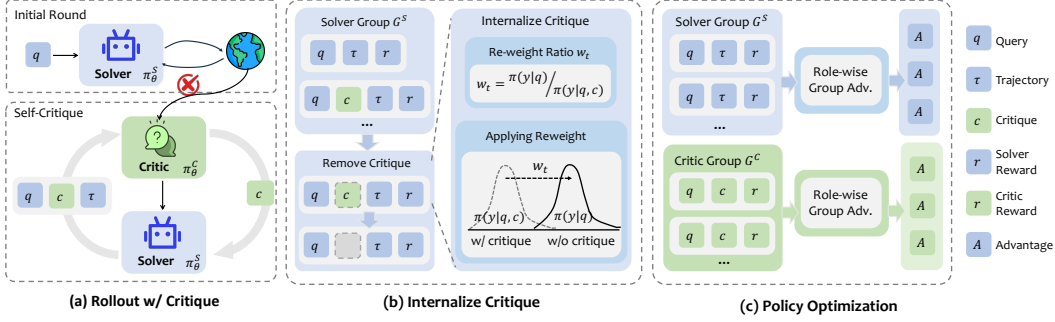 Initial Round
q
Solver π_θ^S
Self-Critique
?
Critic π_θ^C
q c τ
c
Solver π_θ^S
(a) Rollout w/ Critique
Solver Group G^S
q τ r
q c τ r
...
Remove Critique
q c τ r
q τ r
Internalize Critique
Re-weight Ratio w_t
w_t = π(y|q) / π(y|q, c)
Applying Reweight
w_t
π(y|q, c) π(y|q)
w/ critique w/o critique
(b) Internalize Critique
Solver Group G^S
q τ r
q τ r
...
Role-wise
Group Adv.
A
A
A
Critic Group G^C
q c r
q c r
...
Role-wise
Group Adv.
A
A
A
(c) Policy Optimization
q Query
τ Trajectory
c Critique
r Solver
Reward
r Critic
Reward
A Advantage